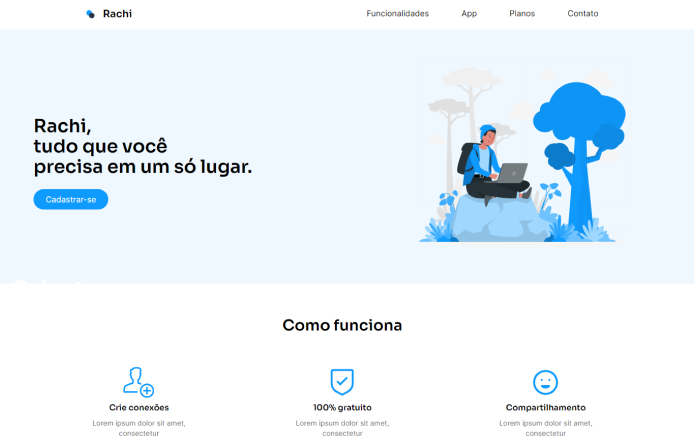 Rachi
Funcionalidades App Planos Contato
Rachi,
tudo que você
precisa em um só lugar.
Cadastrar-se
Como funciona
Crie conexões 100% gratuito Compartilhamento
Lorem ipsum dolor sit amet, Lorem ipsum dolor sit amet, Lorem ipsum dolor sit amet,
consectetur consectetur consectetur